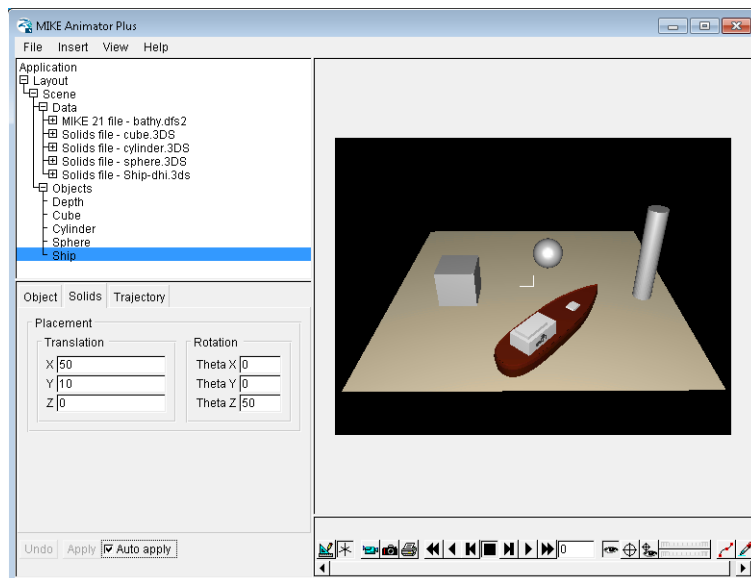 MIKE Animator Plus
File Insert View Help
Application
Layout
Scene
Data
MIKE 21 file - bathy.dfs2
Solids file - cube.3DS
Solids file - cylinder.3DS
Solids file - sphere.3DS
Solids file - Ship-dhi.3ds
Objects
Depth
Cube
Cylinder
Sphere
Ship
Object Solids Trajectory
Placement
Translation Rotation
X 50 Theta X 0
Y 10 Theta Y 0
Z 0 Theta Z 50
Undo Apply Auto apply 0